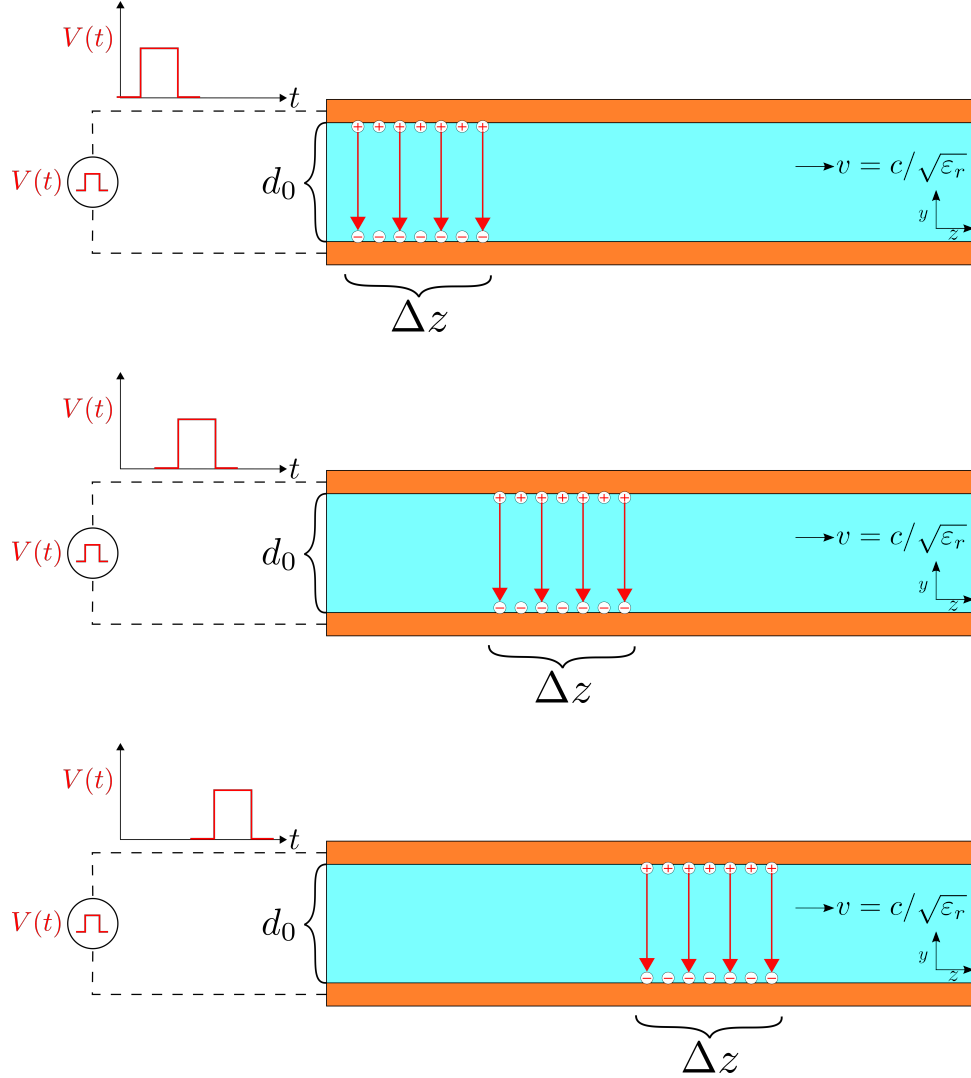 V(t)
t
V(t)
d₀
+ + + + + + +
− − − − − − −
v = c/√εᵣ
y
z
Δz
V(t)
t
V(t)
d₀
+ + + + + + +
− − − − − − −
v = c/√εᵣ
y
z
Δz
V(t)
t
V(t)
d₀
+ + + + + + +
− − − − − − −
v = c/√εᵣ
y
z
Δz